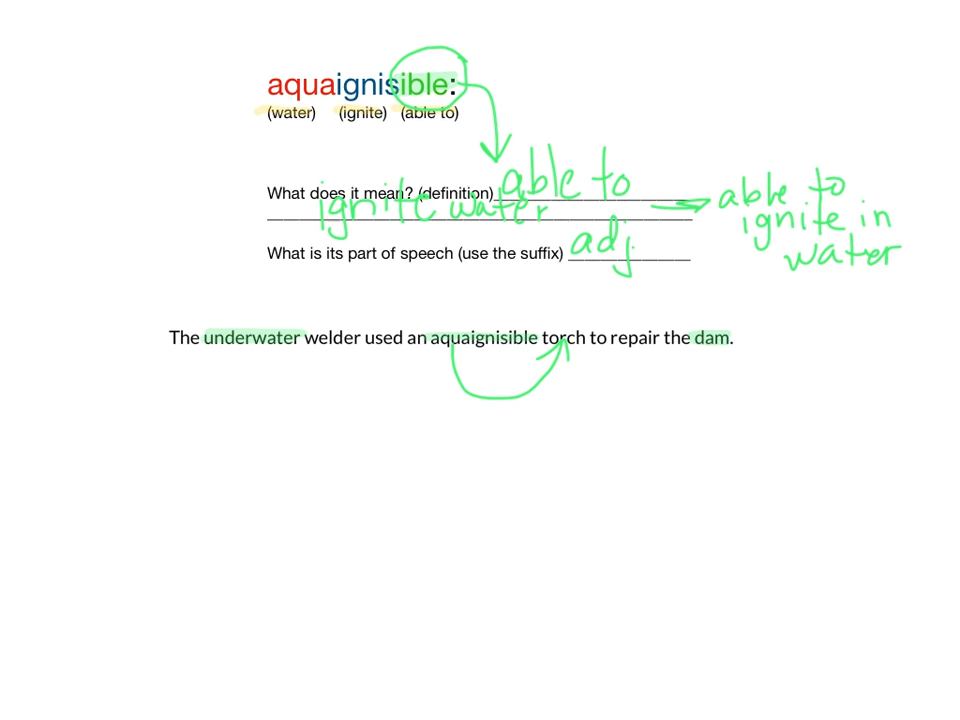 aquaignisible:
(water) (ignite) (able to)
What does it mean? (definition) able to
ignite water → able to
ignite in
water
What is its part of speech (use the suffix) adj.
The underwater welder used an aquaignisible torch to repair the dam.